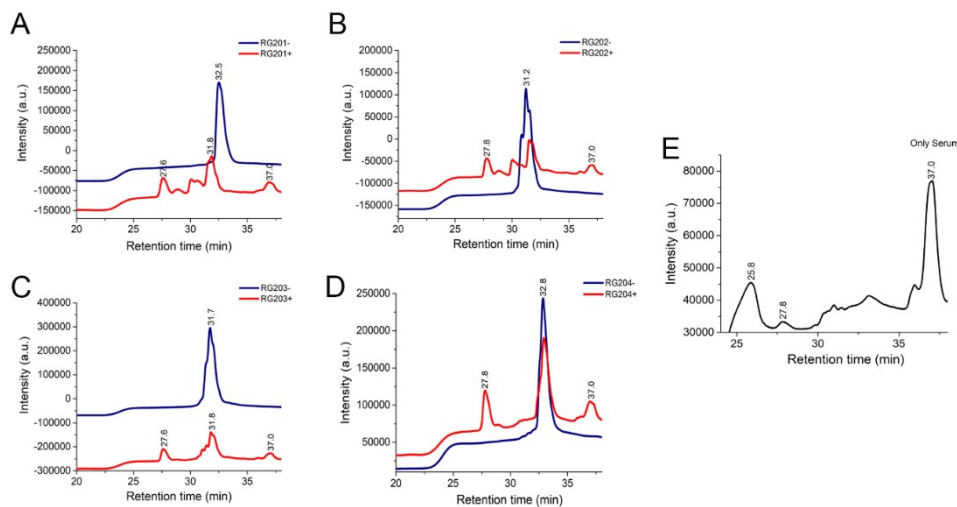 A
RG201-
RG201+
32.5
31.8
27.6
37.0
250000
200000
150000
100000
50000
0
-50000
-100000
-150000
Intensity (a.u.)
20 25 30 35
Retention time (min)
B
RG202-
RG202+
31.2
27.8
37.0
200000
150000
100000
50000
0
-50000
-100000
-150000
Intensity (a.u.)
20 25 30 35
Retention time (min)
C
RG203-
RG203+
31.7
31.8
27.6
37.0
400000
300000
200000
100000
0
-100000
-200000
-300000
Intensity (a.u.)
20 25 30 35
Retention time (min)
D
RG204-
RG204+
32.8
27.8
37.0
250000
200000
150000
100000
50000
Intensity (a.u.)
20 25 30 35
Retention time (min)
E
Only Serum
37.0
25.8
27.8
80000
70000
60000
50000
40000
30000
Intensity (a.u.)
25 30 35
Retention time (min)